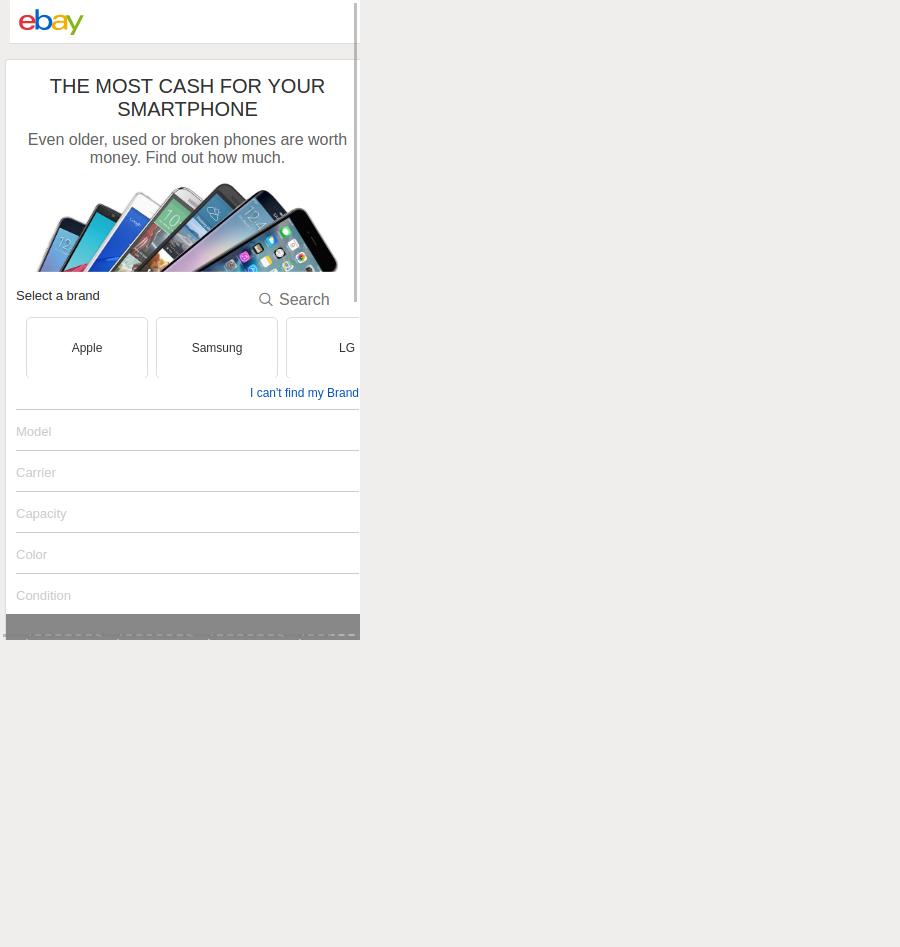 ebay
THE MOST CASH FOR YOUR
SMARTPHONE
Even older, used or broken phones are worth
money. Find out how much.
Select a brand
Search
Apple
Samsung
LG
I can't find my Brand
Model
Carrier
Capacity
Color
Condition